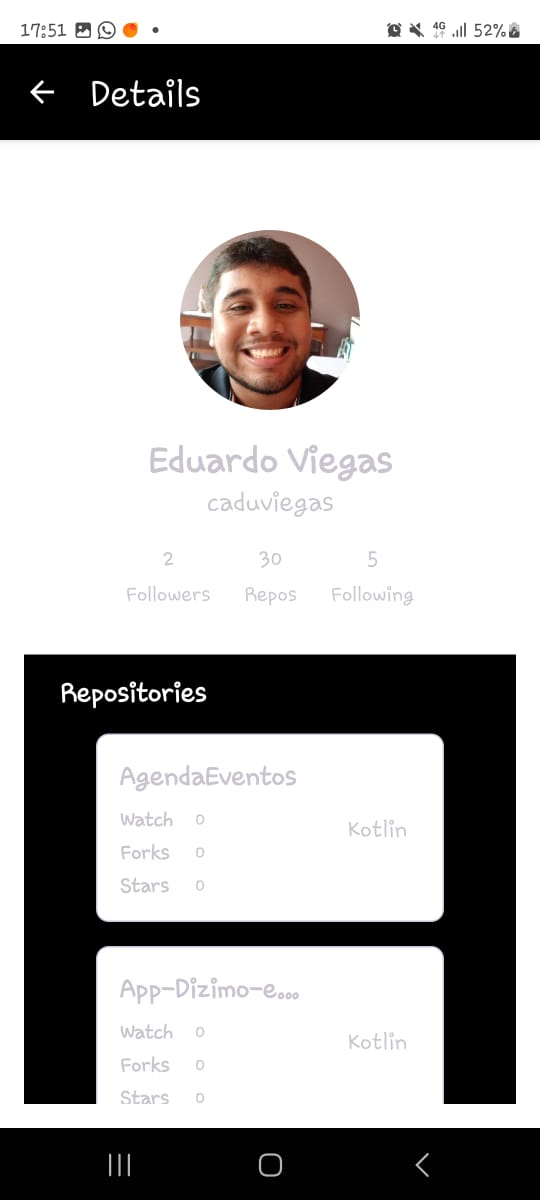 17:51 4G 52%
Details
Eduardo Viegas
caduviegas
2 30 5
Followers Repos Following
Repositories
AgendaEventos
Watch 0
Kotlin
Forks 0
Stars 0
App-Dizimo-e...
Watch 0
Kotlin
Forks 0
Stars 0